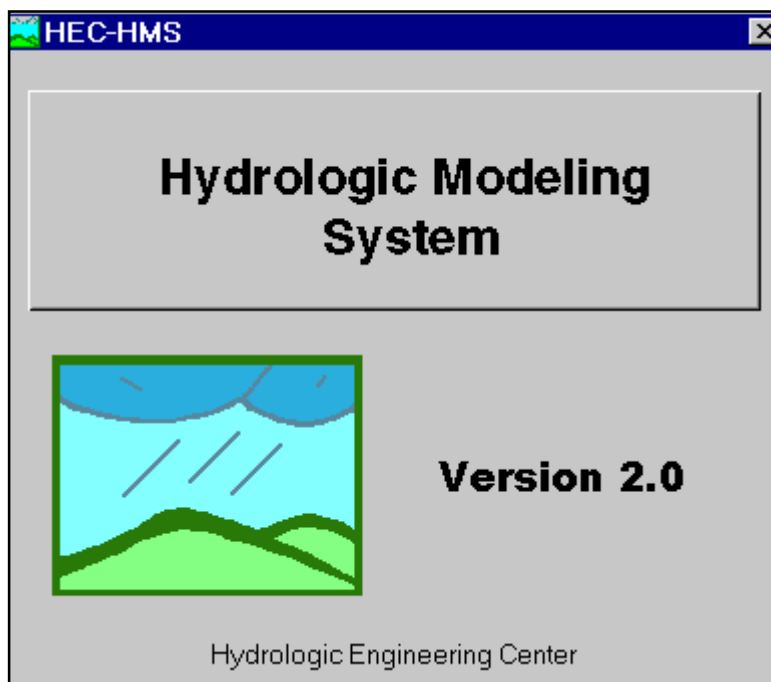 HEC-HMS
Hydrologic Modeling
System
Version 2.0
Hydrologic Engineering Center